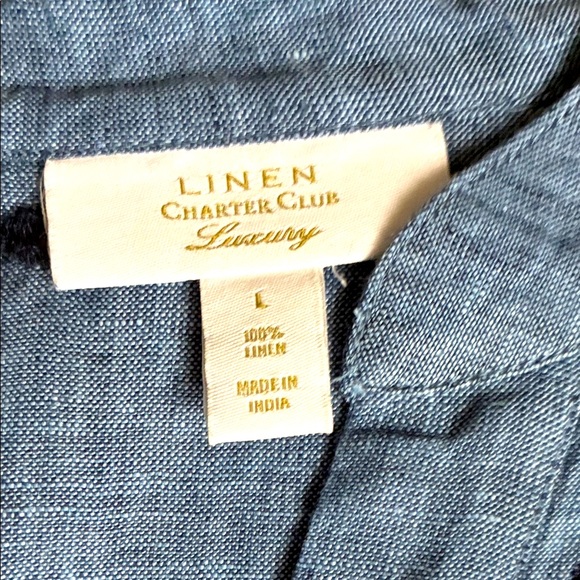 LINEN
CHARTER CLUB
Luxury
L
100%
LINEN
MADE IN
INDIA